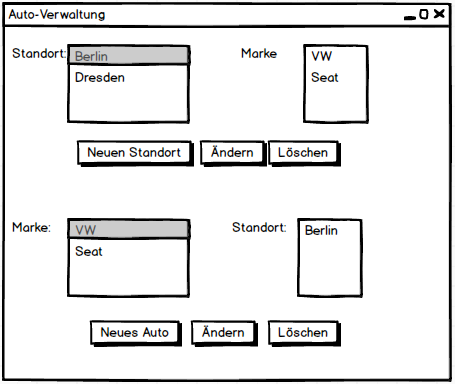 Auto-Verwaltung
Standort: Berlin Marke VW
Dresden Seat
Neuen Standort Ändern Löschen
Marke: VW Standort: Berlin
Seat
Neues Auto Ändern Löschen